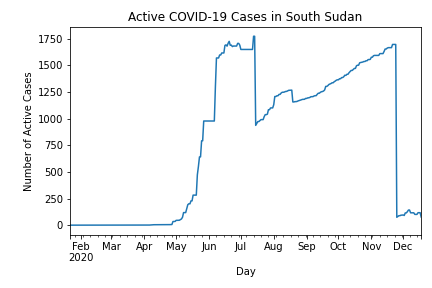 Active COVID-19 Cases in South Sudan
Number of Active Cases
1750
1500
1250
1000
750
500
250
0
Feb Mar Apr May Jun Jul Aug Sep Oct Nov Dec
2020
Day